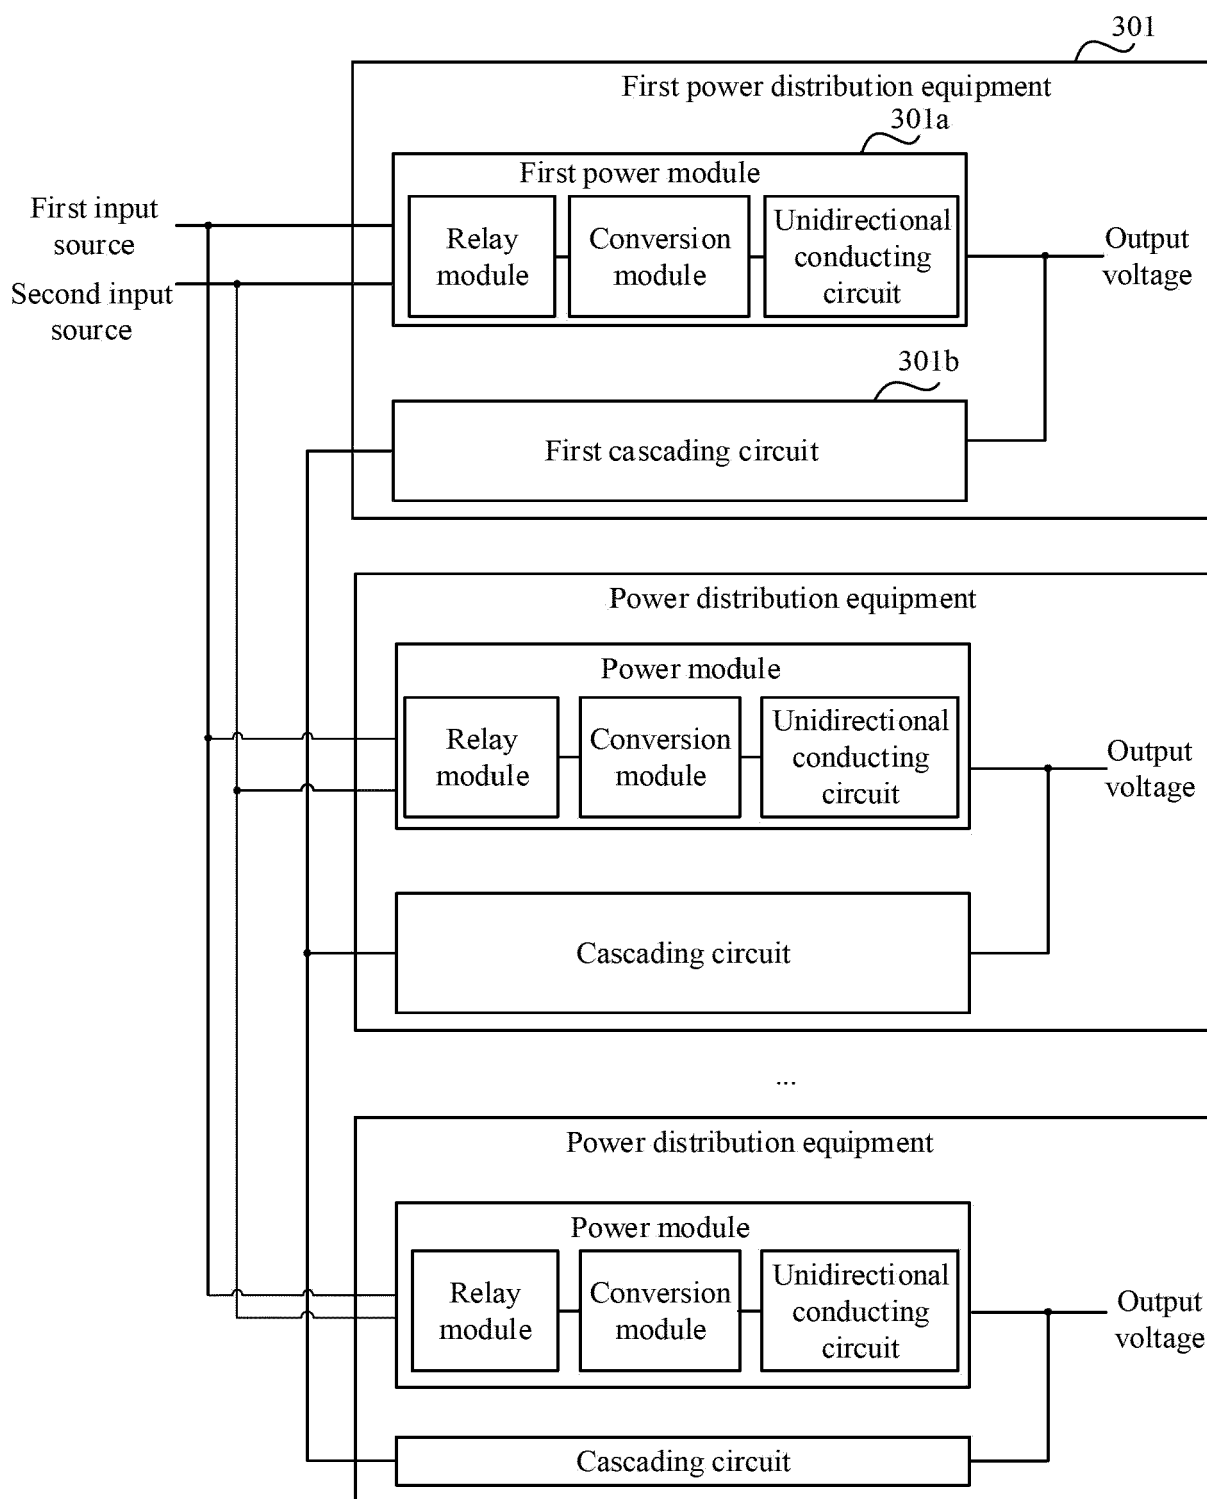 301
First power distribution equipment
301a
First power module
First input
source
Second input
source
Relay
module
Conversion
module
Unidirectional
conducting
circuit
Output
voltage
301b
First cascading circuit
Power distribution equipment
Power module
Relay
module
Conversion
module
Unidirectional
conducting
circuit
Output
voltage
Cascading circuit
...
Power distribution equipment
Power module
Relay
module
Conversion
module
Unidirectional
conducting
circuit
Output
voltage
Cascading circuit